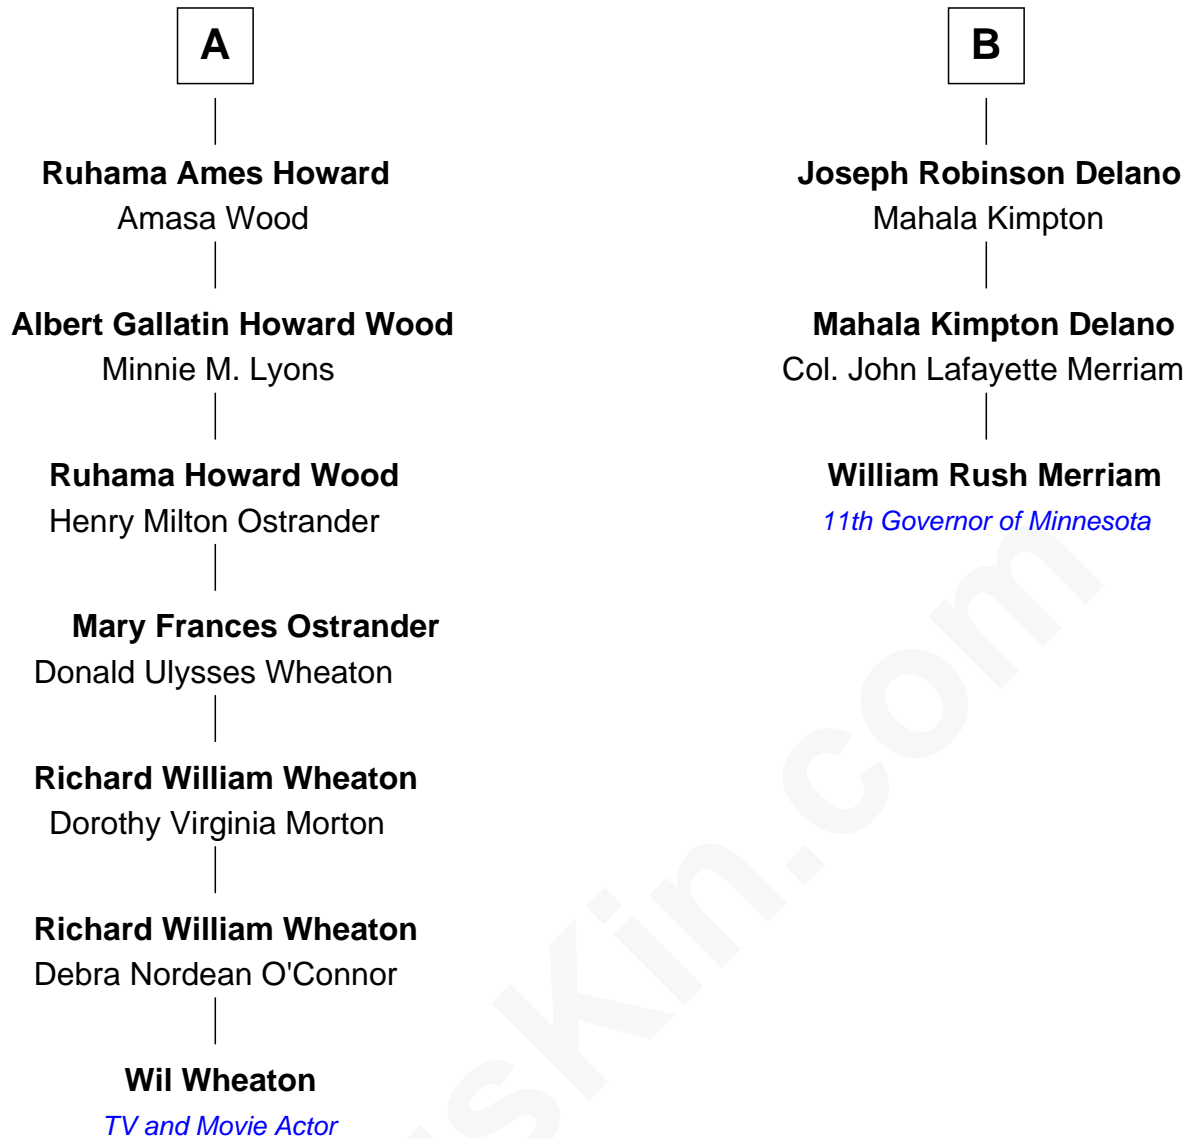 A
Ruhama Ames Howard
Amasa Wood
Albert Gallatin Howard Wood
Minnie M. Lyons
Ruhama Howard Wood
Henry Milton Ostrander
Mary Frances Ostrander
Donald Ulysses Wheaton
Richard William Wheaton
Dorothy Virginia Morton
Richard William Wheaton
Debra Nordean O'Connor
Wil Wheaton
TV and Movie Actor
B
Joseph Robinson Delano
Mahala Kimpton
Mahala Kimpton Delano
Col. John Lafayette Merriam
William Rush Merriam
11th Governor of Minnesota
sKin.com